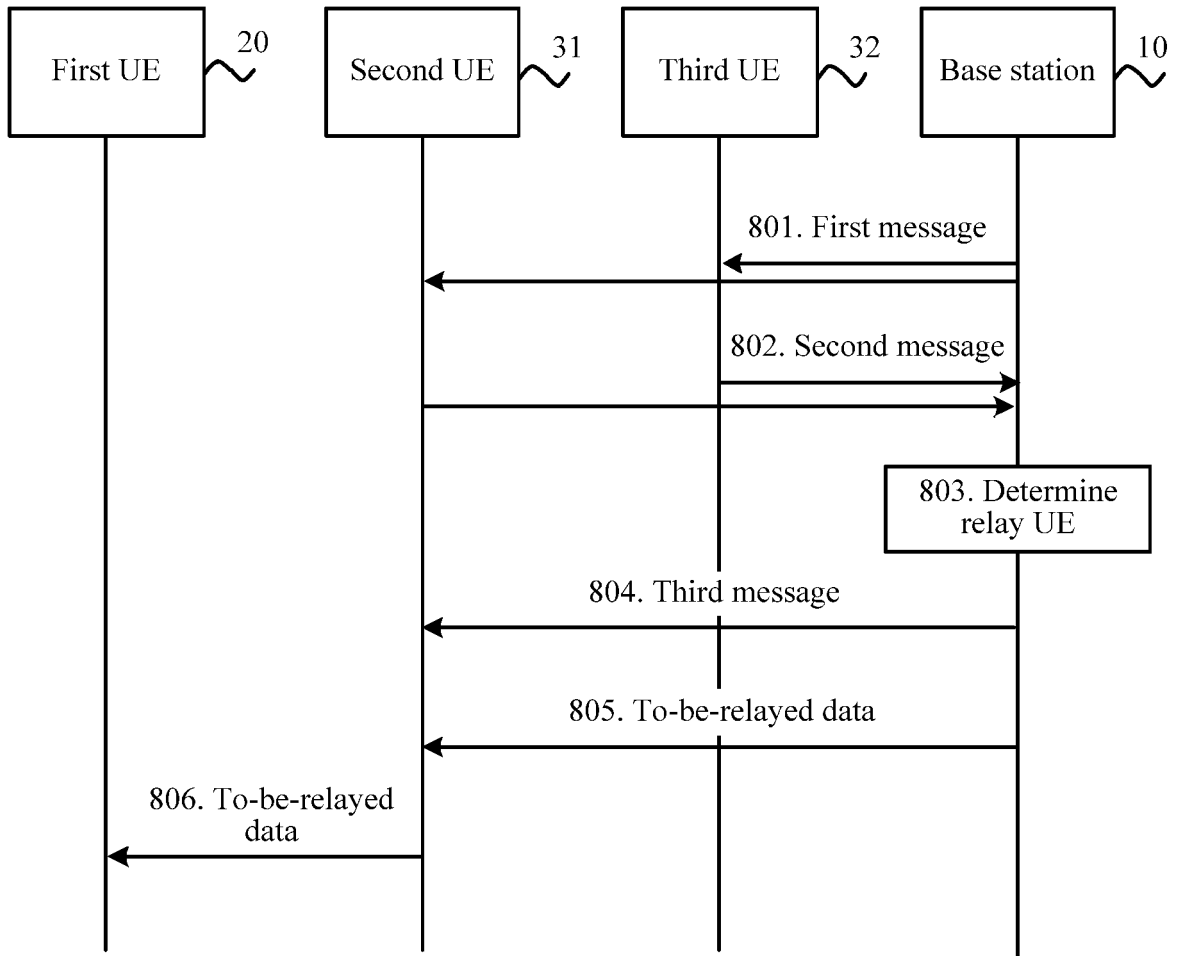 First UE
20
Second UE
31
Third UE
32
Base station
10
801. First message
802. Second message
803. Determine
relay UE
804. Third message
805. To-be-relayed data
806. To-be-relayed
data